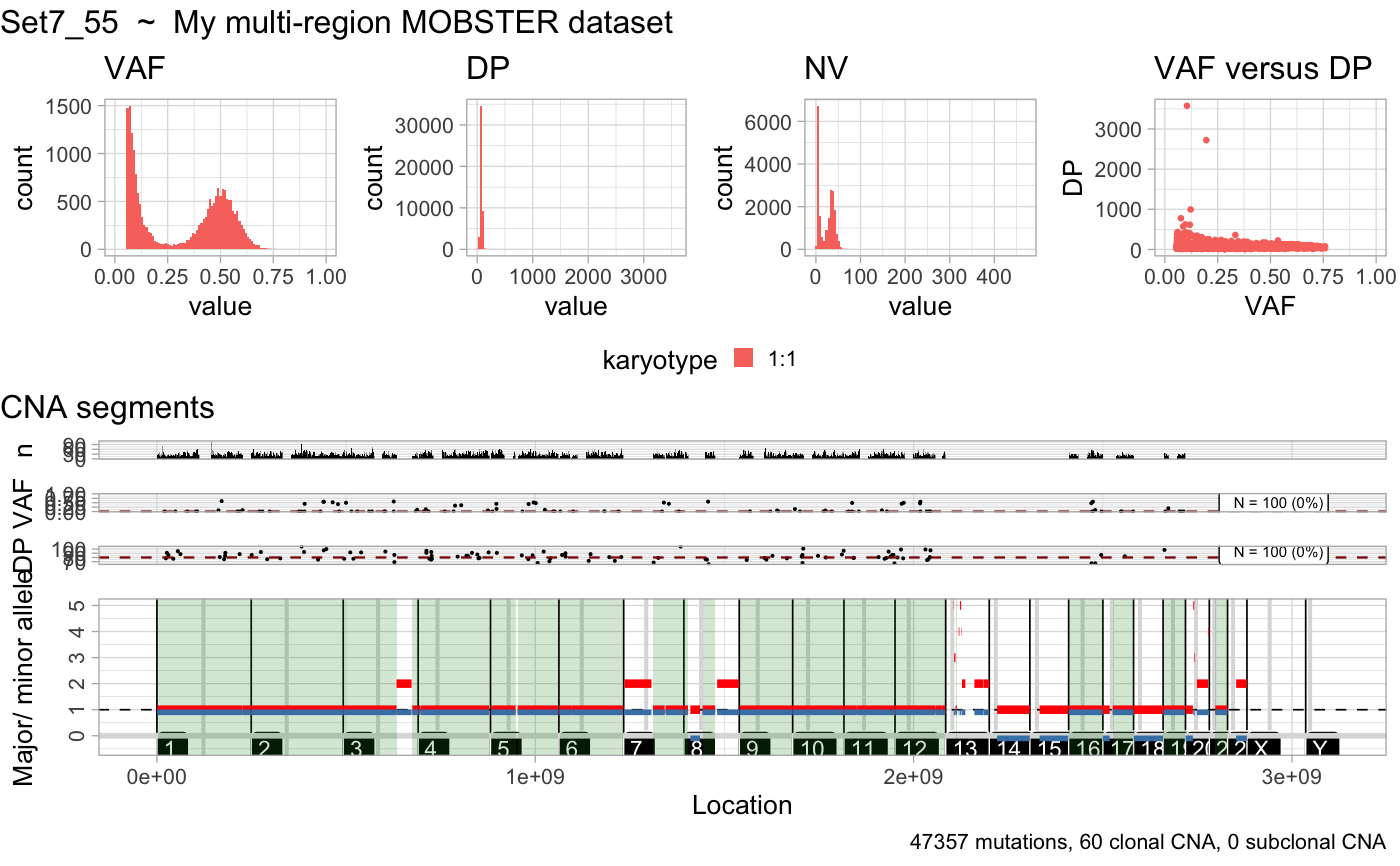 Set7_55 ~ My multi-region MOBSTER dataset
VAF DP NV VAF versus DP
1500
1000
500
0
count
0.00 0.25 0.50 0.75 1.00
value
30000
20000
10000
0
count
0 1000 2000 3000
value
6000
4000
2000
0
count
0 100 200 300 400
value
3000
2000
1000
0
DP
0.00 0.25 0.50 0.75 1.00
VAF
karyotype 1:1
CNA segments
n
0
VAF
1.00
0.00
N = 100 (0%)
DP
100
70
N = 100 (0%)
Major/ minor allele
5
4
3
2
1
0
1 2 3 4 5 6 7 8 9 10 11 12 13 14 15 16 17 18 X Y
0e+00 1e+09 2e+09 3e+09
Location
47357 mutations, 60 clonal CNA, 0 subclonal CNA